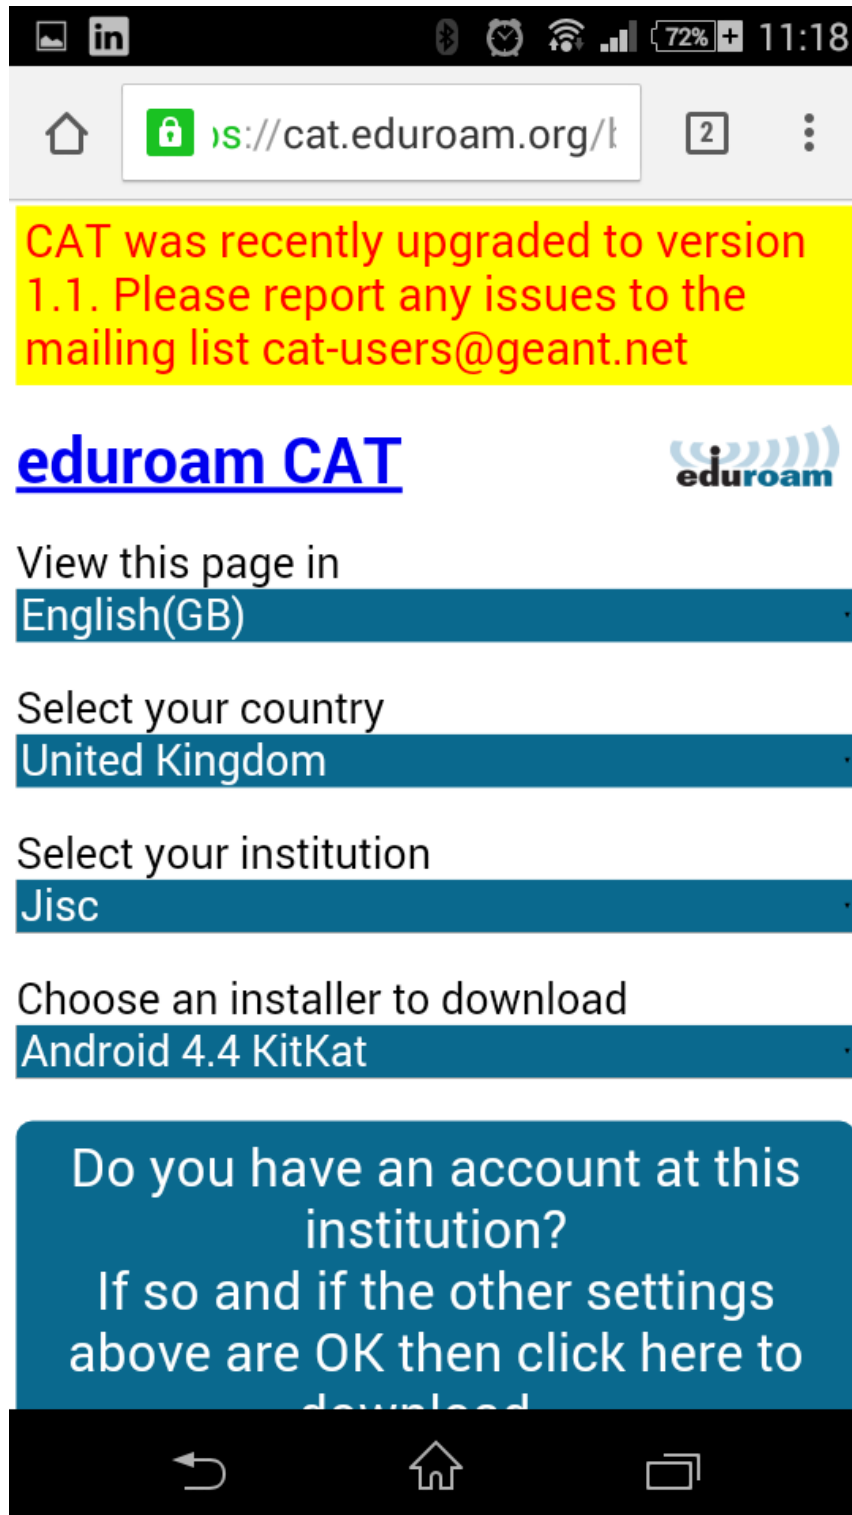 in 72% 11:18
ps://cat.eduroam.org/b 2
CAT was recently upgraded to version
1.1. Please report any issues to the
mailing list cat-users@geant.net
eduroam CAT
eduroam
View this page in
English(GB)
Select your country
United Kingdom
Select your institution
Jisc
Choose an installer to download
Android 4.4 KitKat
Do you have an account at this
institution?
If so and if the other settings
above are OK then click here to
download